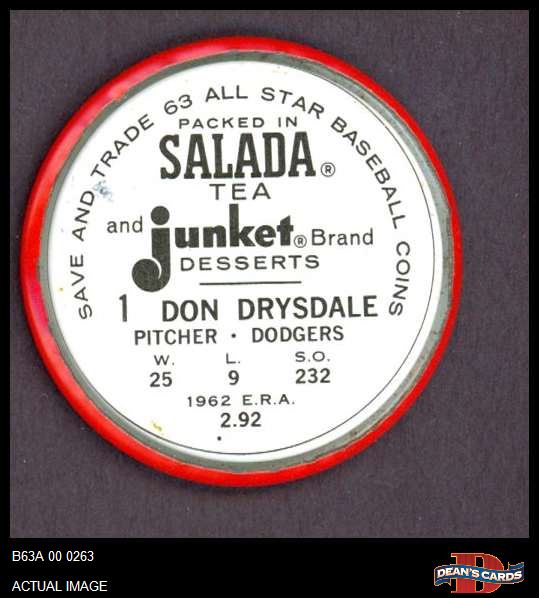 SAVE AND TRADE 63 ALL STAR BASEBALL COINS
PACKED IN
SALADA®
TEA
and junket® Brand
DESSERTS
1 DON DRYSDALE
PITCHER · DODGERS
W. L. S.O.
25 9 232
1962 E.R.A.
2.92
B63A 00 0263
ACTUAL IMAGE
D
DEAN'S CARDS